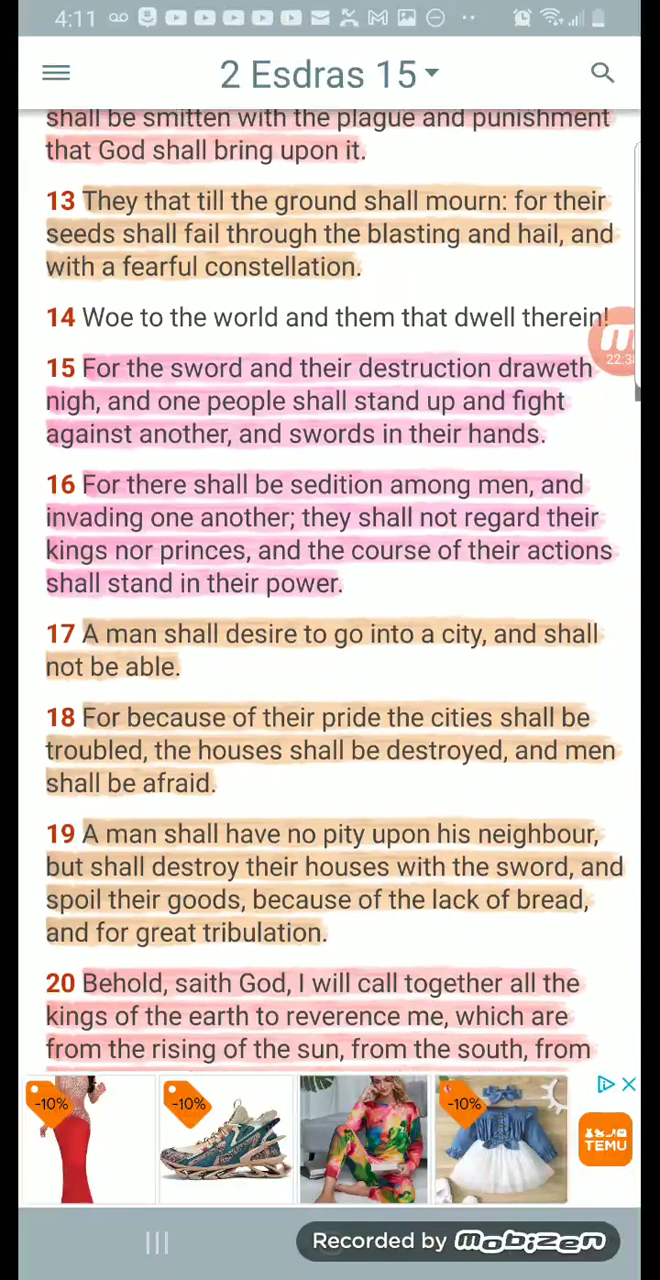 4:11
2 Esdras 15
shall be smitten with the plague and punishment
that God shall bring upon it.
13 They that till the ground shall mourn: for their
seeds shall fail through the blasting and hail, and
with a fearful constellation.
14 Woe to the world and them that dwell therein!
22:3
15 For the sword and their destruction draweth
nigh, and one people shall stand up and fight
against another, and swords in their hands.
16 For there shall be sedition among men, and
invading one another; they shall not regard their
kings nor princes, and the course of their actions
shall stand in their power.
17 A man shall desire to go into a city, and shall
not be able.
18 For because of their pride the cities shall be
troubled, the houses shall be destroyed, and men
shall be afraid.
19 A man shall have no pity upon his neighbour,
but shall destroy their houses with the sword, and
spoil their goods, because of the lack of bread,
and for great tribulation.
20 Behold, saith God, I will call together all the
kings of the earth to reverence me, which are
from the rising of the sun, from the south, from
-10%
-10%
-10%
TEMU
Recorded by mobizen